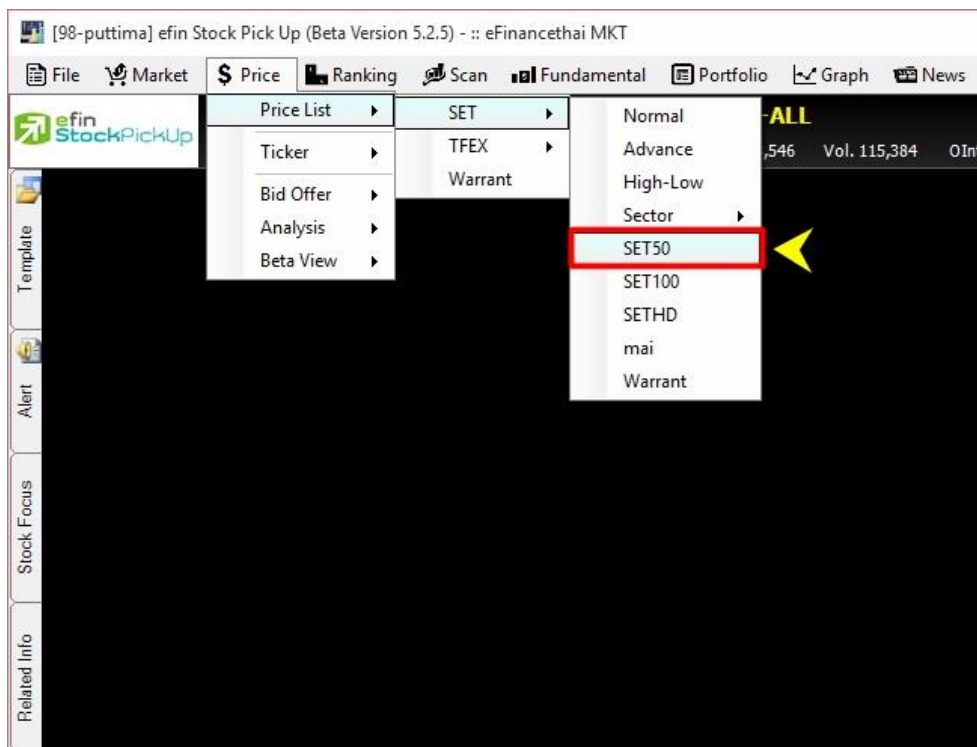 [98-puttima] efin Stock Pick Up (Beta Version 5.2.5) - :: eFinancethai MKT
File Market $ Price Ranking Scan Fundamental Portfolio Graph News
efin
StockPickUp
-ALL
,546 Vol. 115,384 OInt
Price List
Ticker
Bid Offer
Analysis
Beta View
SET
TFEX
Warrant
Normal
Advance
High-Low
Sector
SET50
SET100
SETHD
mai
Warrant
Template
Alert
Stock Focus
Related Info